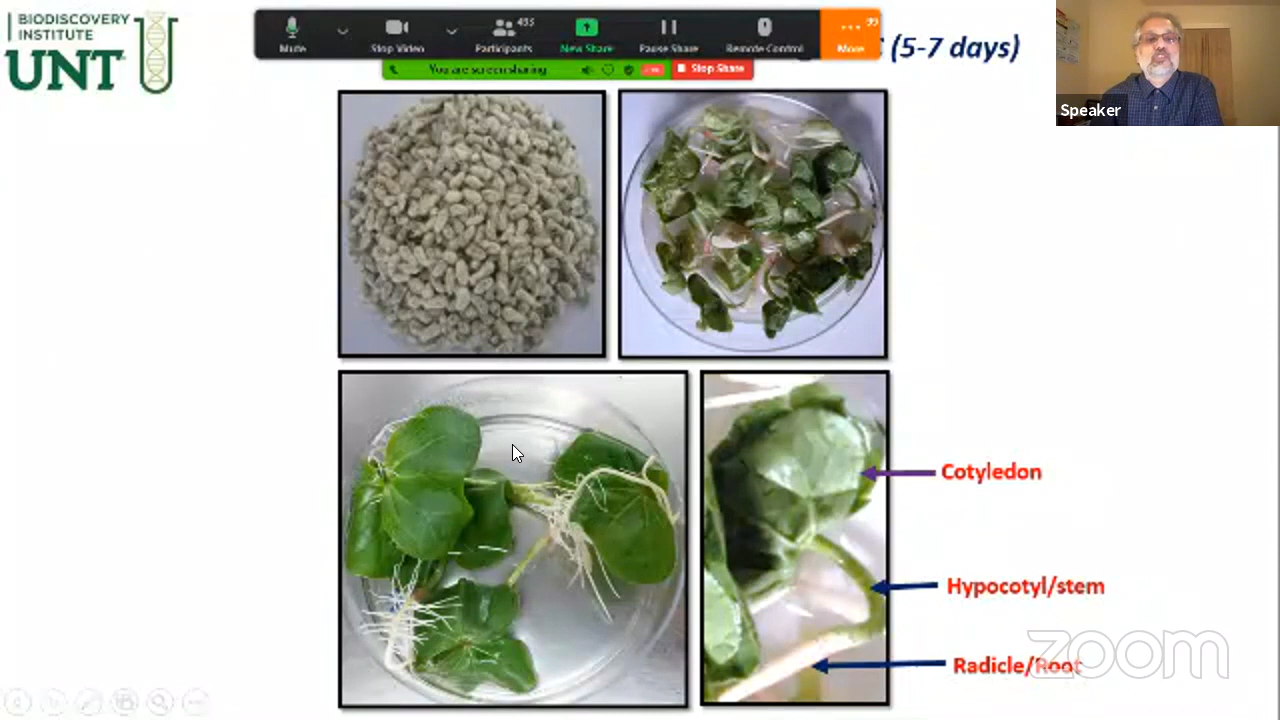 BIODISCOVERY
INSTITUTE
UNT
Mute
Stop Video
Participants
493
New Share
Pause Share
Remote Control
More
(5-7 days)
You are screen sharing
Stop Share
Speaker
Cotyledon
Hypocotyl/stem
Radicle/Root
zoom